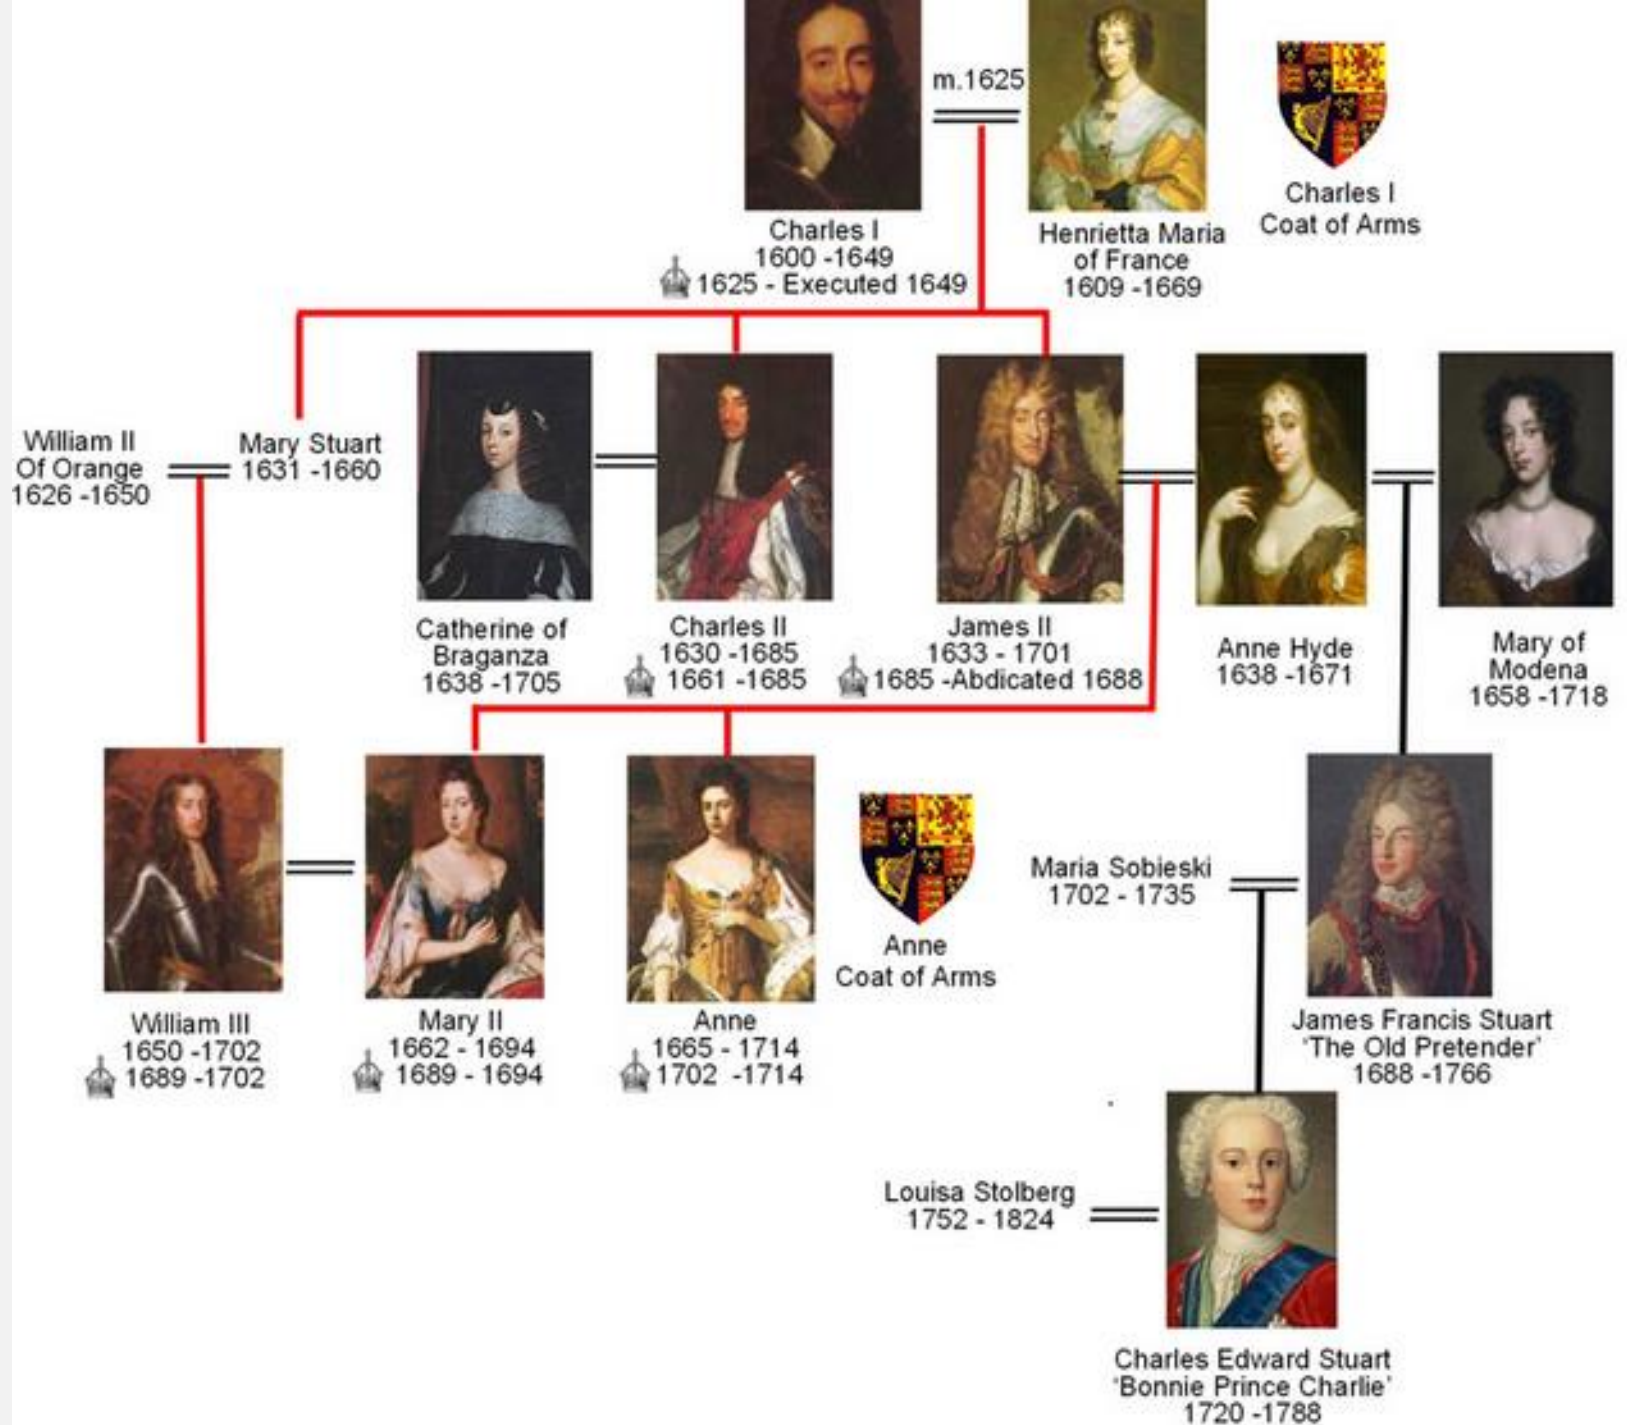 m.1625
Charles I
1600 -1649
1625 - Executed 1649
Henrietta Maria
of France
1609 -1669
Charles I
Coat of Arms
William II
Of Orange
1626 -1650
Mary Stuart
1631 -1660
Catherine of
Braganza
1638 -1705
Charles II
1630 -1685
1661 -1685
James II
1633 - 1701
1685 -Abdicated 1688
Anne Hyde
1638 -1671
Mary of
Modena
1658 -1718
William III
1650 -1702
1689 -1702
Mary II
1662 - 1694
1689 - 1694
Anne
1665 - 1714
1702 -1714
Anne
Coat of Arms
Maria Sobieski
1702 - 1735
James Francis Stuart
'The Old Pretender'
1688 -1766
Louisa Stolberg
1752 - 1824
Charles Edward Stuart
'Bonnie Prince Charlie'
1720 -1788